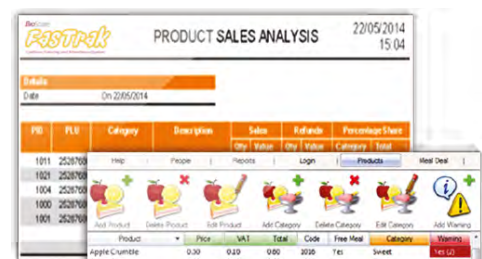 FasTrak
PRODUCT SALES ANALYSIS
22/05/2014
15:04
Details
Date On 22/05/2014
PID PLU Category Description Sales Refunds Percentage Share
Qty Value Qty Value Category Total
1011
1021
1004
1000
1001
Help People Reports Login Products Meal Deal
Add Product Delete Product Edit Product Add Category Delete Category Edit Category Add Warning
Product Price VAT Total Code Free Meal Category Warning
Apple Crumble 0.50 0.10 0.60 1016 Yes Sweet Yes (2)